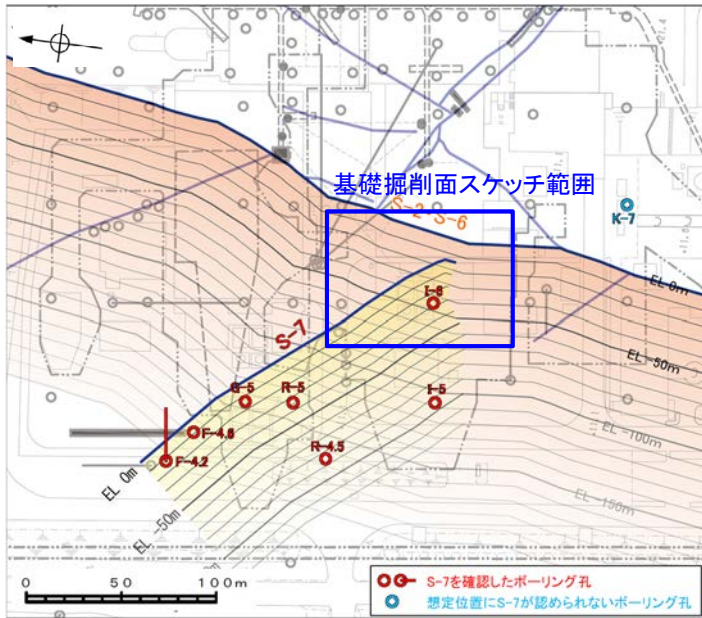 基礎掘削面スケッチ範囲
S-2・S-6
K-7
EL 0m
I-6
S-7
EL -50m
G-5
R-5
I-5
F-4.8
EL -100m
F-4.2
R-4.5
EL 0m
EL -50m
EL -150m
0 50 100m
S-7を確認したボーリング孔
想定位置にS-7が認められないボーリング孔